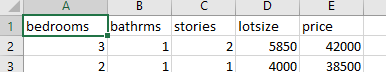 A B C D E
1 bedrooms bathrms stories lotsize price
2 3 1 2 5850 42000
3 2 1 1 4000 38500